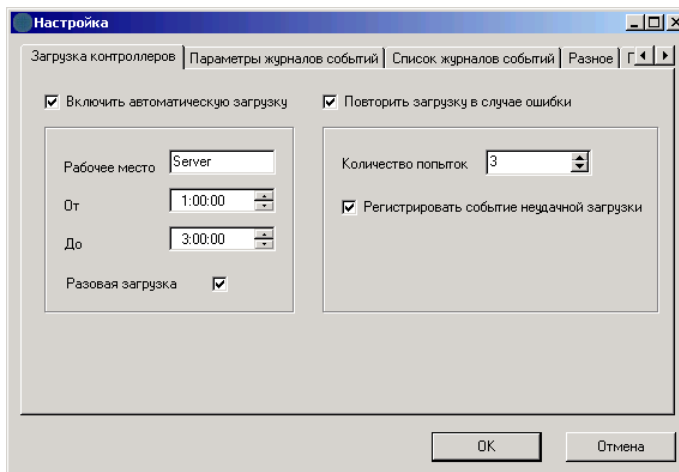 Настройка
Загрузка контроллеров Параметры журналов событий Список журналов событий Разное
Включить автоматическую загрузку Повторить загрузку в случае ошибки
Рабочее место Server Количество попыток 3
От 1:00:00 Регистрировать событие неудачной загрузки
До 3:00:00
Разовая загрузка
OK Отмена